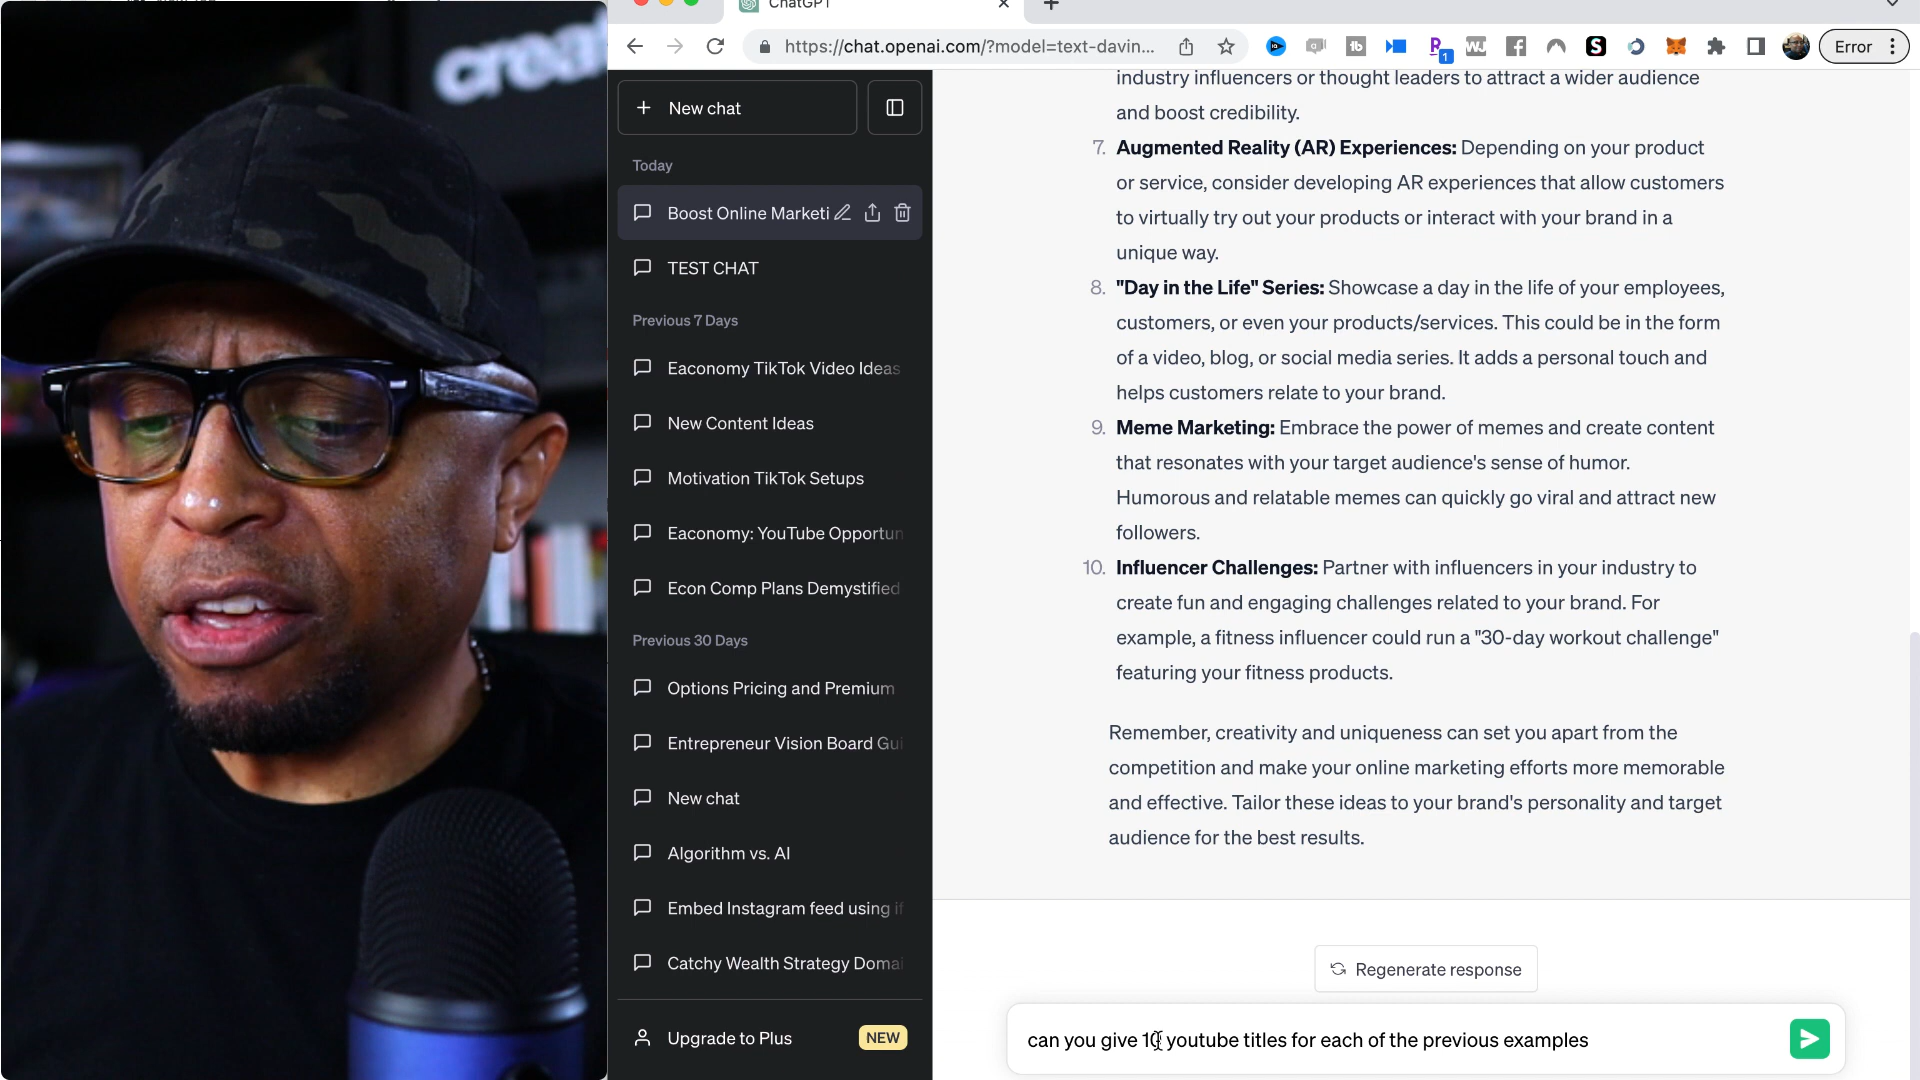 creat
ChatGPT
https://chat.openai.com/?model=text-davin...
1
Error
New chat
Today
Boost Online Marketi
TEST CHAT
Previous 7 Days
Eaconomy TikTok Video Ideas
New Content Ideas
Motivation TikTok Setups
Eaconomy: YouTube Opportun
Econ Comp Plans Demystified
Previous 30 Days
Options Pricing and Premium
Entrepreneur Vision Board Gui
New chat
Algorithm vs. AI
Embed Instagram feed using if
Catchy Wealth Strategy Domai
Upgrade to Plus
NEW
industry influencers or thought leaders to attract a wider audience
and boost credibility.
7. Augmented Reality (AR) Experiences: Depending on your product
or service, consider developing AR experiences that allow customers
to virtually try out your products or interact with your brand in a
unique way.
8. "Day in the Life" Series: Showcase a day in the life of your employees,
customers, or even your products/services. This could be in the form
of a video, blog, or social media series. It adds a personal touch and
helps customers relate to your brand.
9. Meme Marketing: Embrace the power of memes and create content
that resonates with your target audience's sense of humor.
Humorous and relatable memes can quickly go viral and attract new
followers.
10. Influencer Challenges: Partner with influencers in your industry to
create fun and engaging challenges related to your brand. For
example, a fitness influencer could run a "30-day workout challenge"
featuring your fitness products.
Remember, creativity and uniqueness can set you apart from the
competition and make your online marketing efforts more memorable
and effective. Tailor these ideas to your brand's personality and target
audience for the best results.
Regenerate response
can you give 10 youtube titles for each of the previous examples